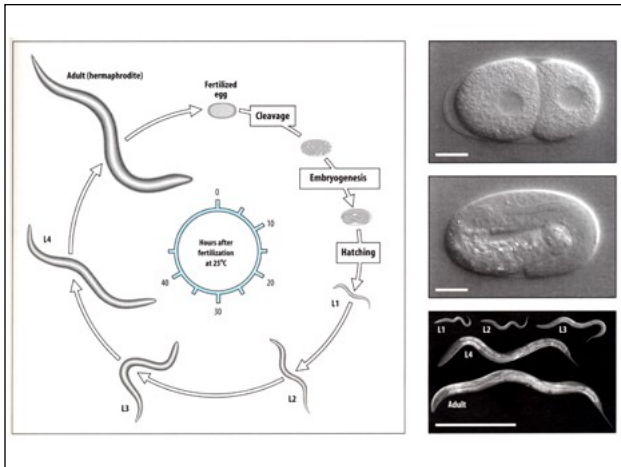 Adult (hermaphrodite)
Fertilized
egg
Cleavage
Embryogenesis
Hatching
L1
L2
L3
L4
0
10
20
30
40
Hours after
fertilization
at 25°C
L1
L2
L3
L4
Adult